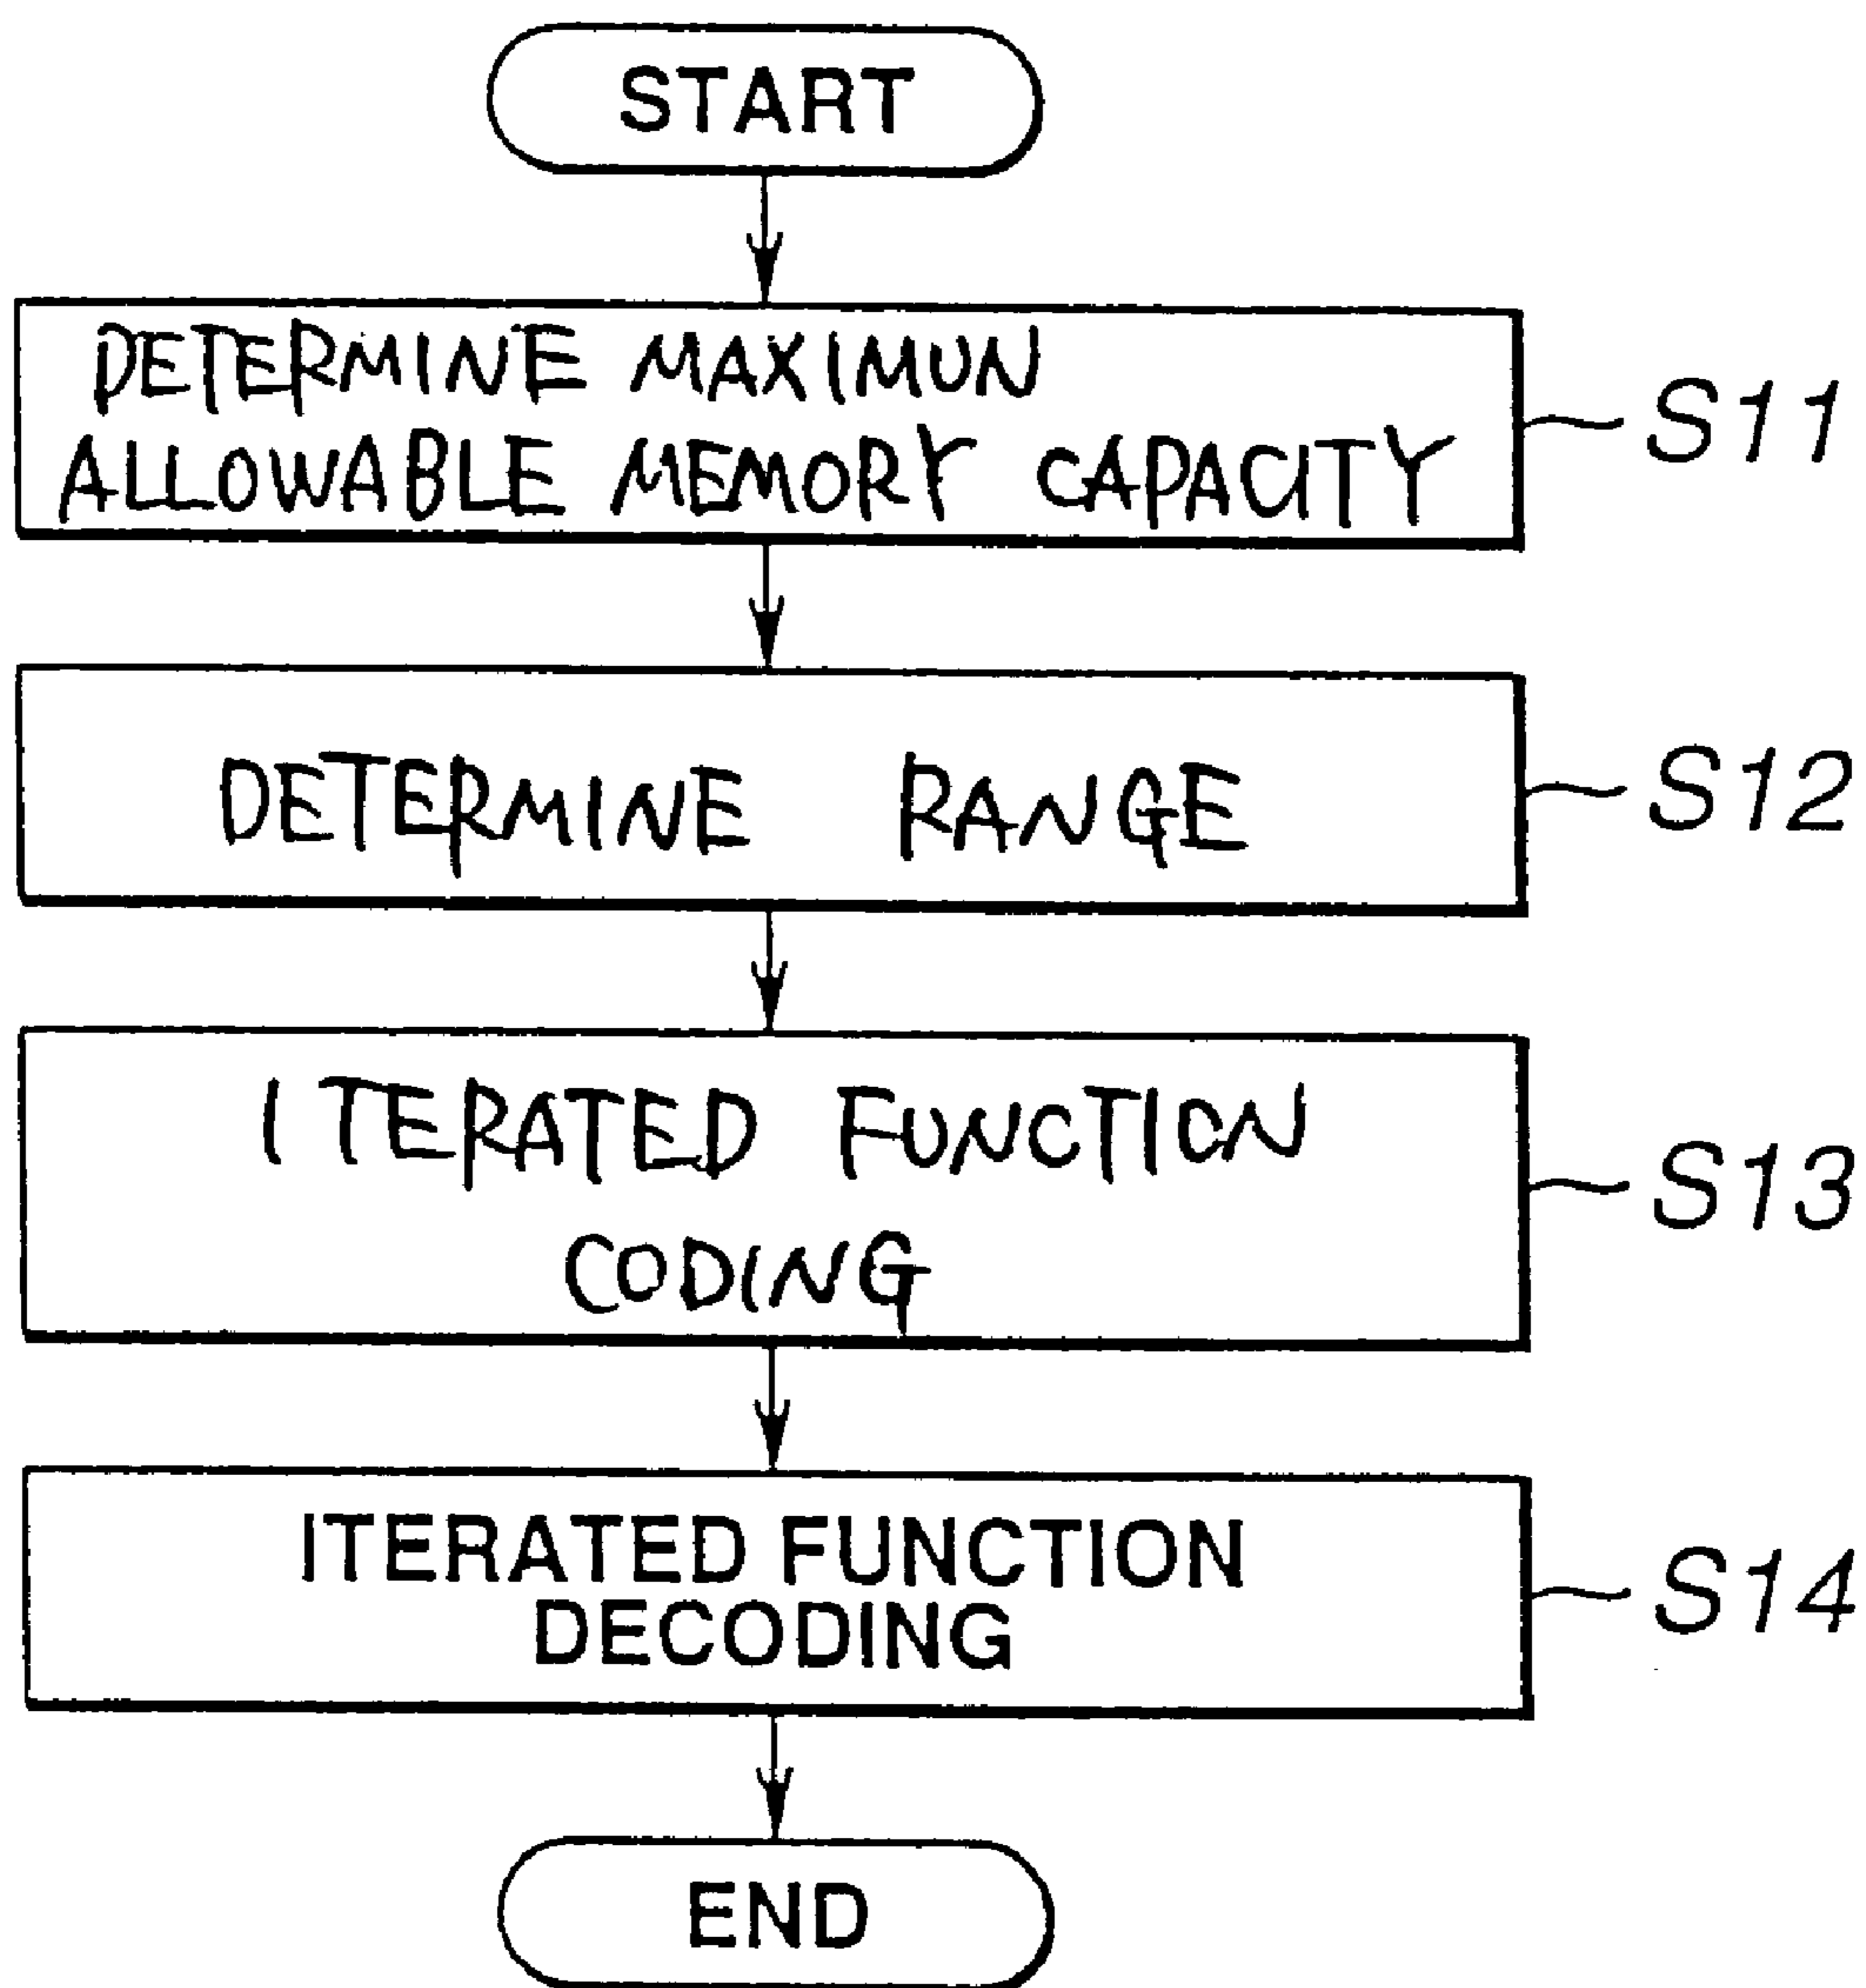 START
DETERMINE MAXIMUN
ALLOWABLE MEMORY CAPACITY
S11
DETERMINE RANGE
S12
ITERATED FUNCTION
CODING
S13
ITERATED FUNCTION
DECODING
S14
END